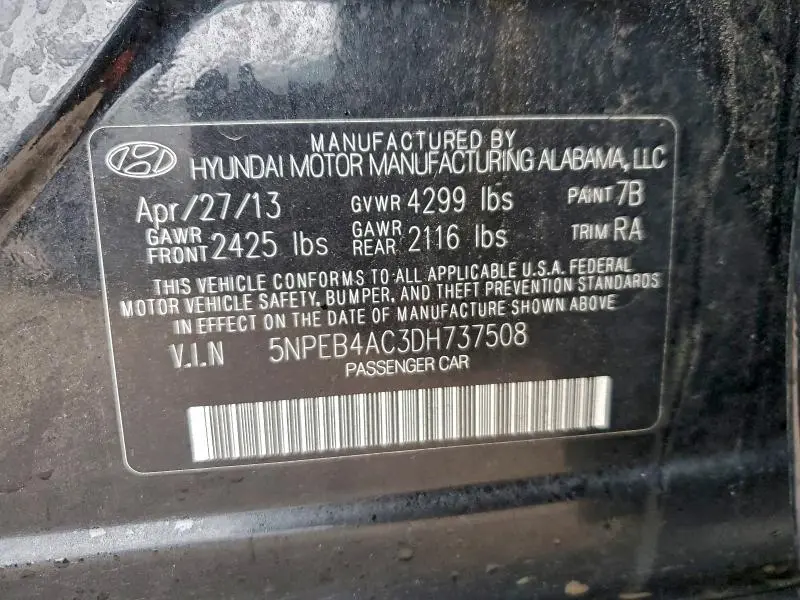 MANUFACTURED BY
HYUNDAI MOTOR MANUFACTURING ALABAMA, LLC
Apr/27/13 GVWR 4299 lbs PAINT 7B
GAWR FRONT 2425 lbs GAWR REAR 2116 lbs TRIM RA
THIS VEHICLE CONFORMS TO ALL APPLICABLE U.S.A. FEDERAL
MOTOR VEHICLE SAFETY, BUMPER, AND THEFT PREVENTION STANDARDS
IN EFFECT ON THE DATE OF MANUFACTURE SHOWN ABOVE
V.I.N 5NPEB4AC3DH737508
PASSENGER CAR